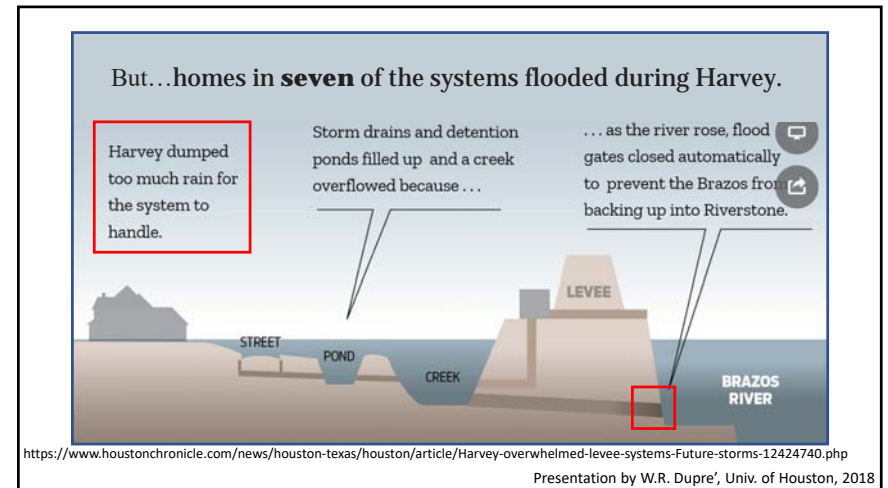 But…homes in seven of the systems flooded during Harvey.
Harvey dumped
too much rain for
the system to
handle.
Storm drains and detention
ponds filled up and a creek
overflowed because . . .
. . . as the river rose, flood
gates closed automatically
to prevent the Brazos from
backing up into Riverstone.
LEVEE
STREET
POND
CREEK
BRAZOS
RIVER
https://www.houstonchronicle.com/news/houston-texas/houston/article/Harvey-overwhelmed-levee-systems-Future-storms-12424740.php
Presentation by W.R. Dupre’, Univ. of Houston, 2018